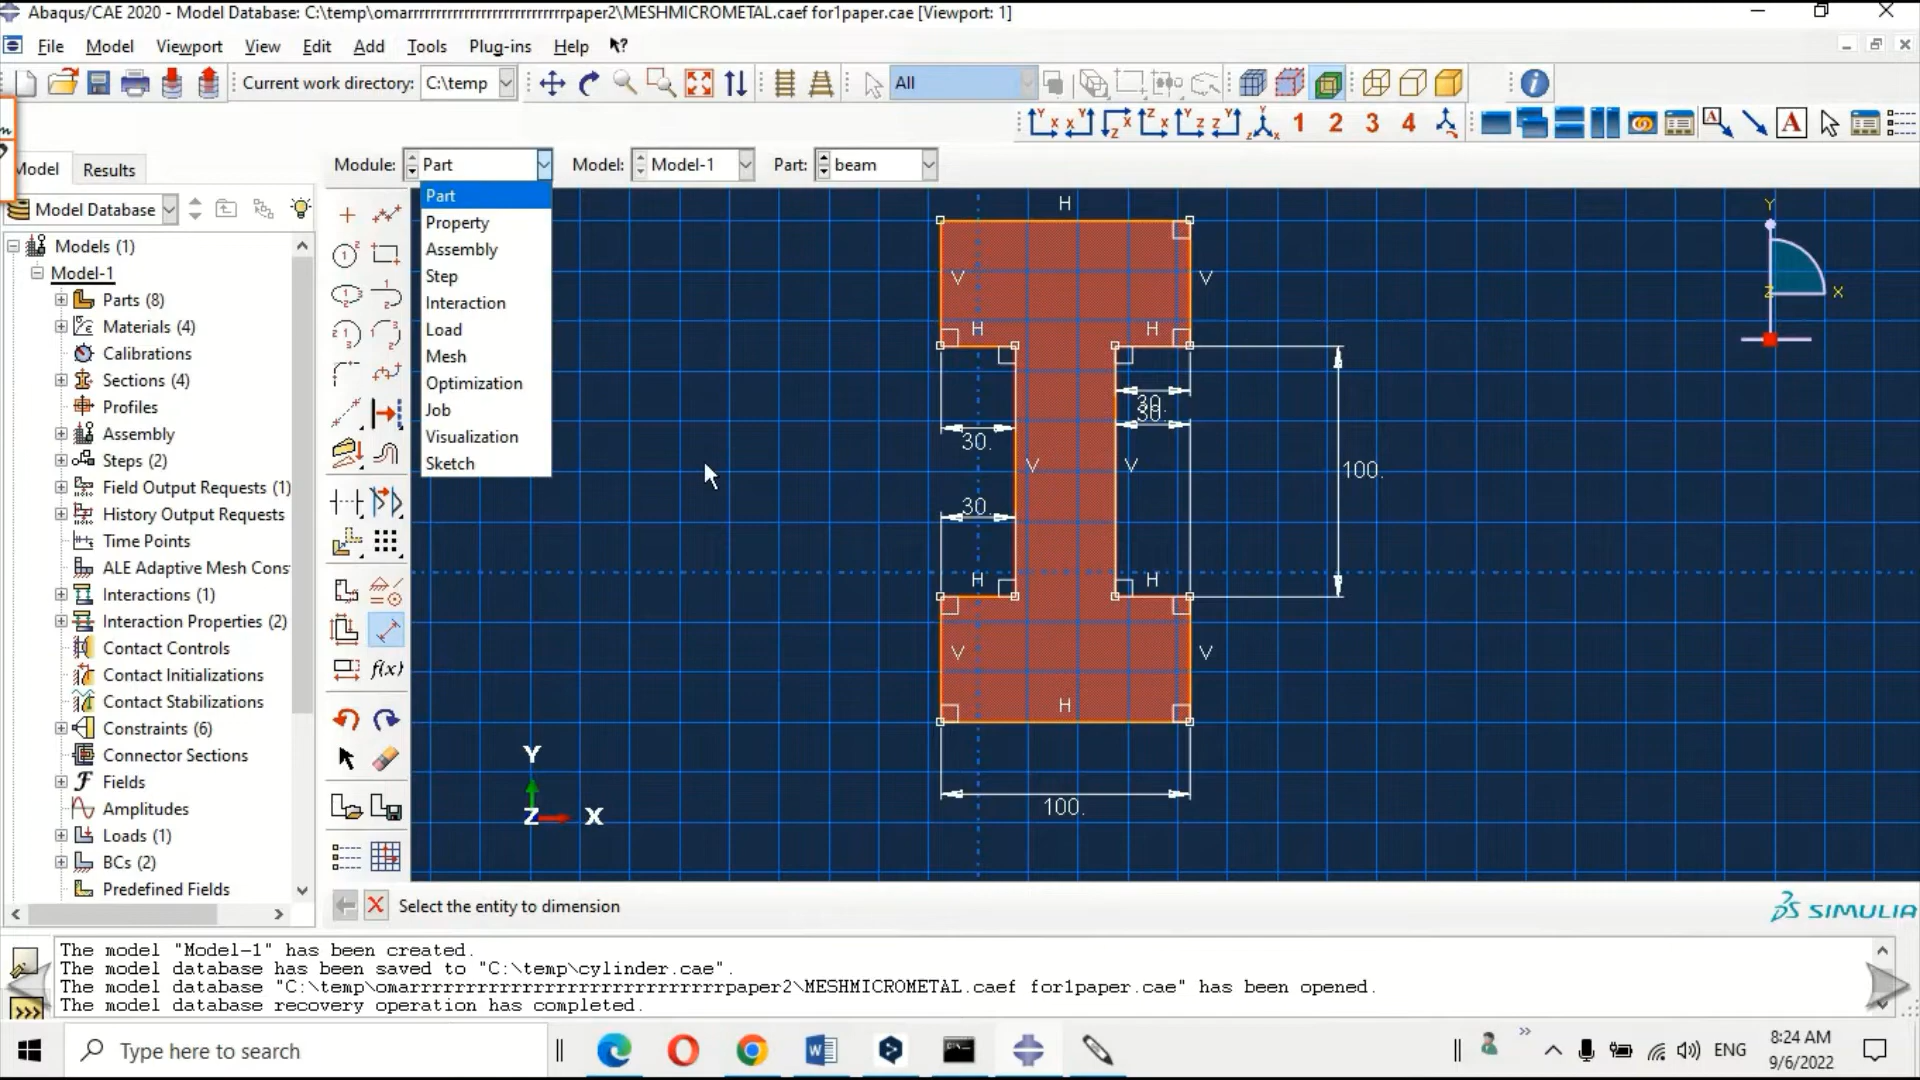 Abaqus/CAE 2020 - Model Database: C:\temp\omarrrrrrrrrrrrrrrrrrrrrrrrrrrrpaper2\MESHMICROMETAL.caef for1paper.cae [Viewport: 1]
File Model Viewport View Edit Add Tools Plug-ins Help
Current work directory: C:\temp All
1 2 3 4 A
Model Results Module: Part Model: Model-1 Part: beam
Model Database
Part
Property
Assembly
Step
Interaction
Load
Mesh
Optimization
Job
Visualization
Sketch
Models (1)
Model-1
Parts (8)
Materials (4)
Calibrations
Sections (4)
Profiles
Assembly
Steps (2)
Field Output Requests (1)
History Output Requests
Time Points
ALE Adaptive Mesh Cons
Interactions (1)
Interaction Properties (2)
Contact Controls
Contact Initializations
Contact Stabilizations
Constraints (6)
Connector Sections
Fields
Amplitudes
Loads (1)
BCs (2)
Predefined Fields
f(x)
H
V V
H H
30. 30.
30.
V V
100.
30.
H H
V V
H
100.
Y
Z X
Y
Z X
Select the entity to dimension
SIMULIA
The model "Model-1" has been created.
The model database has been saved to "C:\temp\cylinder.cae".
The model database "C:\temp\omarrrrrrrrrrrrrrrrrrrrrrrrrrrrpaper2\MESHMICROMETAL.caef for1paper.cae" has been opened.
The model database recovery operation has completed.
Type here to search
ENG
8:24 AM
9/6/2022